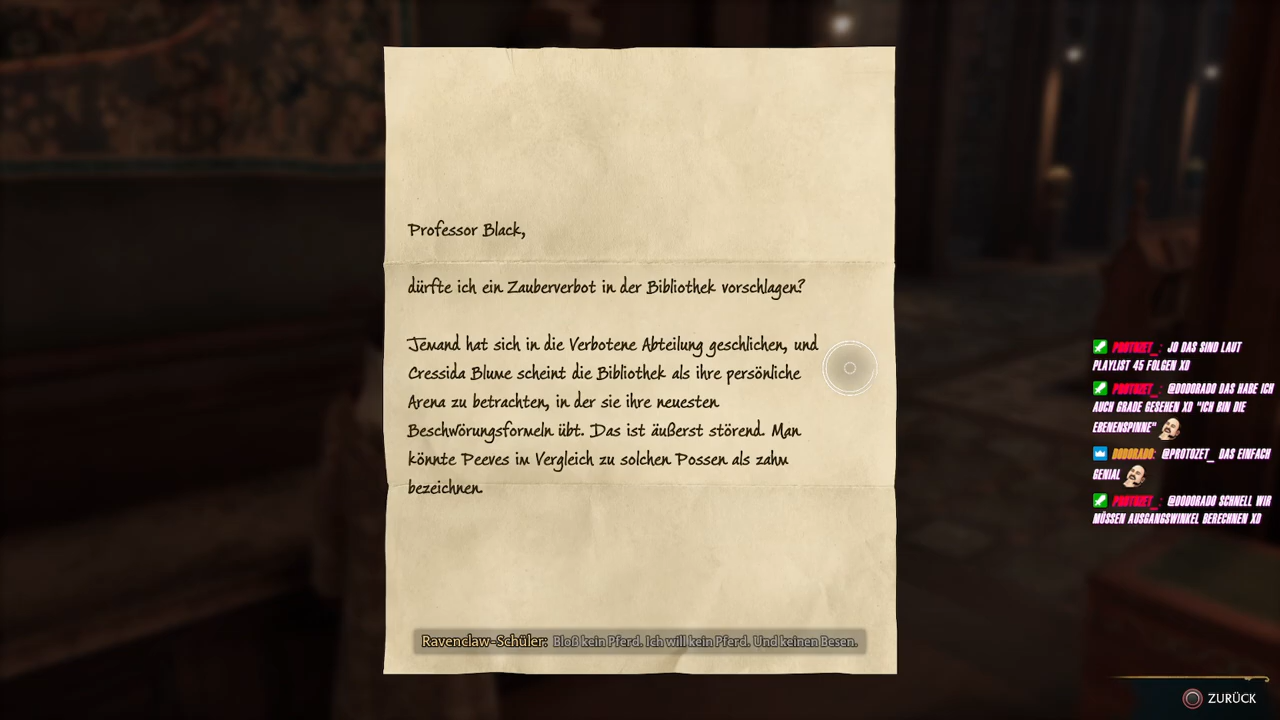 Professor Black,
dürfte ich ein Zauberverbot in der Bibliothek vorschlagen?
Jemand hat sich in die Verbotene Abteilung geschlichen, und
Cressida Blume scheint die Bibliothek als ihre persönliche
Arena zu betrachten, in der sie ihre neuesten
Beschwörungsformeln übt. Das ist äußerst störend. Man
könnte Peeves im Vergleich zu solchen Possen als zahm
bezeichnen.
Ravenclaw-Schüler: Bloß kein Pferd. Ich will kein Pferd. Und keinen Besen.
PROTOZET_: JO DAS SIND LAUT
PLAYLIST 45 FOLGEN XD
PROTOZET_: @DODORADO DAS HABE ICH
AUCH GRADE GESEHEN XD "ICH BIN DIE
EBENENSPINNE"
DODORADO: @PROTOZET_ DAS EINFACH
GENIAL
PROTOZET_: @DODORADO SCHNELL WIR
MÜSSEN AUSGANGSWINKEL BERECHNEN XD
ZURÜCK